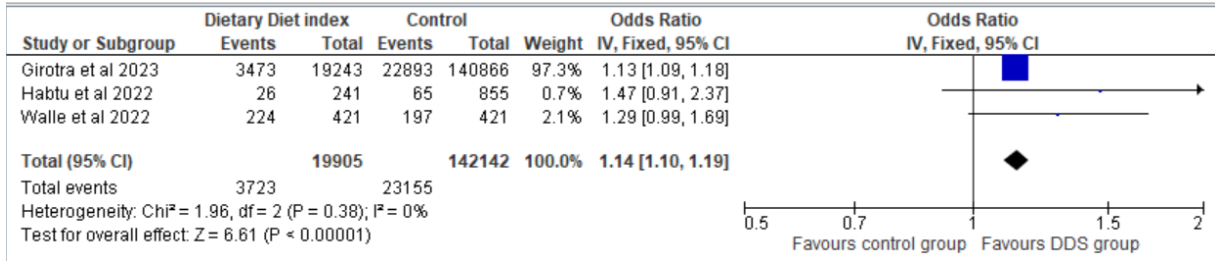 Dietary Diet index Control Odds Ratio Odds Ratio
Study or Subgroup Events Total Events Total Weight IV, Fixed, 95% CI IV, Fixed, 95% CI
Girotra et al 2023 3473 19243 22893 140866 97.3% 1.13 [1.09, 1.18]
Habtu et al 2022 26 241 65 855 0.7% 1.47 [0.91, 2.37]
Walle et al 2022 224 421 197 421 2.1% 1.29 [0.99, 1.69]
Total (95% CI) 19905 142142 100.0% 1.14 [1.10, 1.19]
Total events 3723 23155
Heterogeneity: Chi² = 1.96, df = 2 (P = 0.38); I² = 0%
Test for overall effect: Z = 6.61 (P < 0.00001)
0.5 0.7 1 1.5 2
Favours control group Favours DDS group